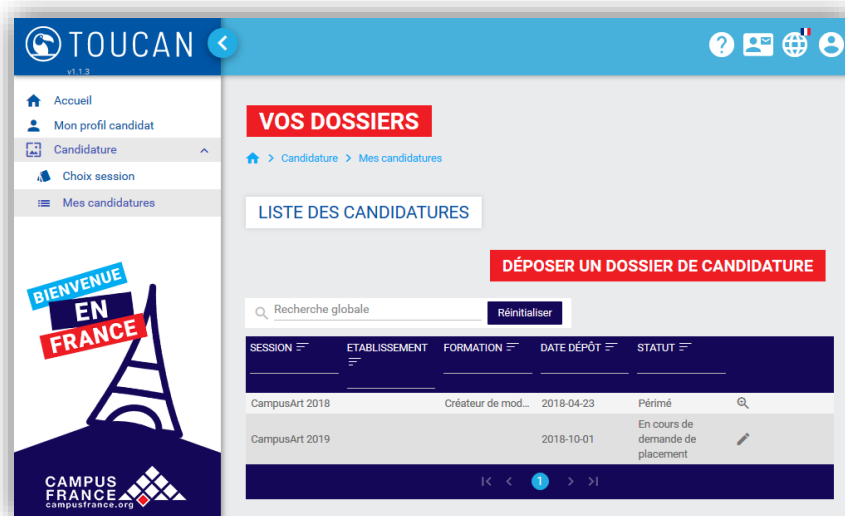 TOUCAN
v1.1.3
Accueil
Mon profil candidat
Candidature
Choix session
Mes candidatures
BIENVENUE
EN
FRANCE
CAMPUS
FRANCE
campusfrance.org
VOS DOSSIERS
> Candidature > Mes candidatures
LISTE DES CANDIDATURES
DÉPOSER UN DOSSIER DE CANDIDATURE
Recherche globale Réinitialiser
SESSION ETABLISSEMENT FORMATION DATE DÉPÔT STATUT
CampusArt 2018 Créateur de mod... 2018-04-23 Périmé
CampusArt 2019 2018-10-01 En cours de
demande de
placement
1